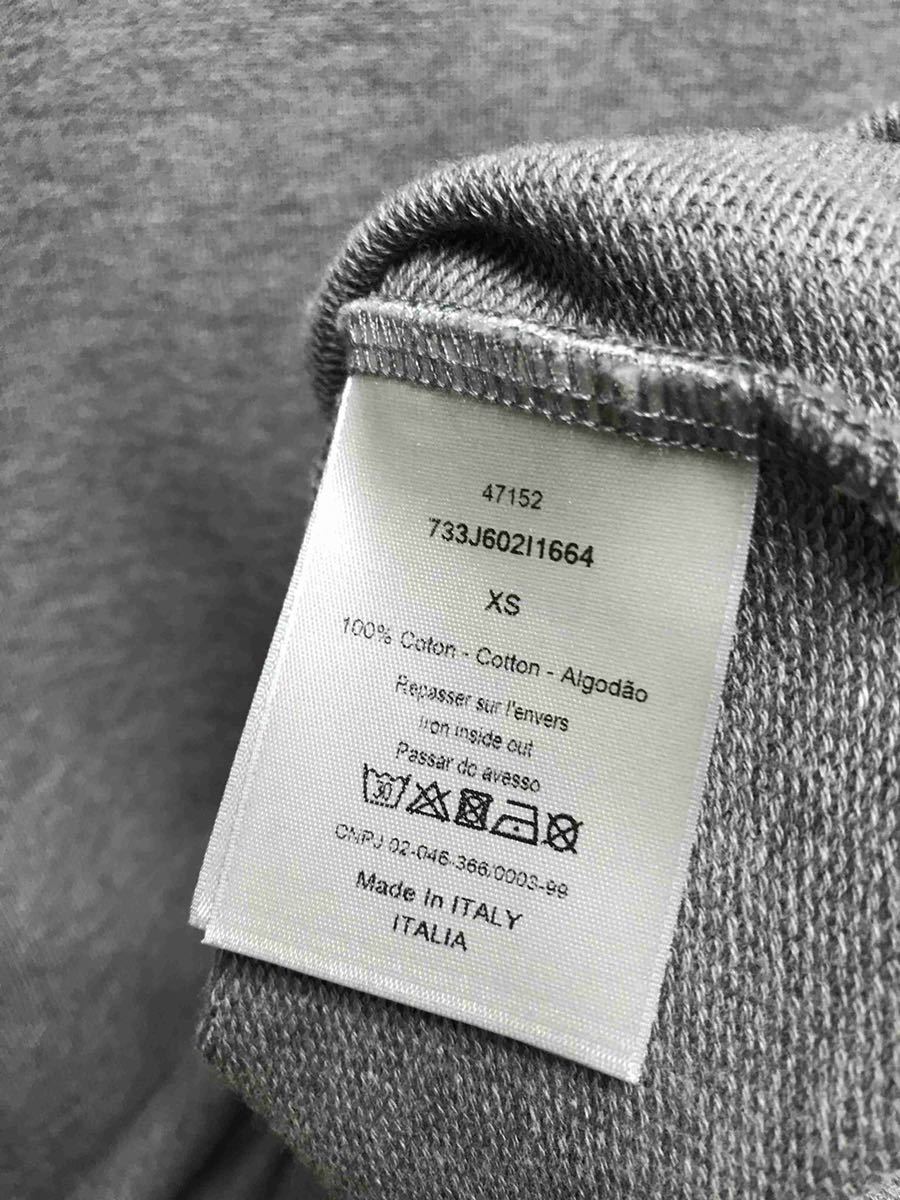 47152
733J602I1664
XS
100% Coton - Cotton - Algodão
Repasser sur l'envers
Iron inside out
Passar do avesso
30
CNPJ 02-046-366/0003-99
Made In ITALY
ITALIA